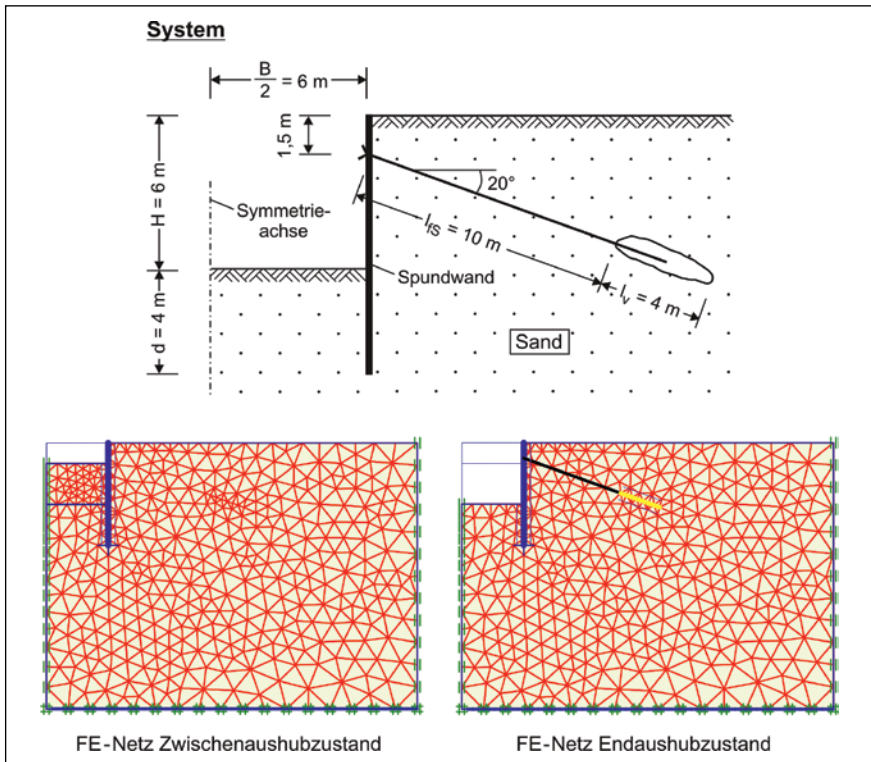 System
B/2 = 6 m
1,5 m
H = 6 m
20°
Symmetrie-
achse
l_fS = 10 m
Spundwand
l_v = 4 m
d = 4 m
Sand
FE-Netz Zwischenaushubzustand
FE-Netz Endaushubzustand